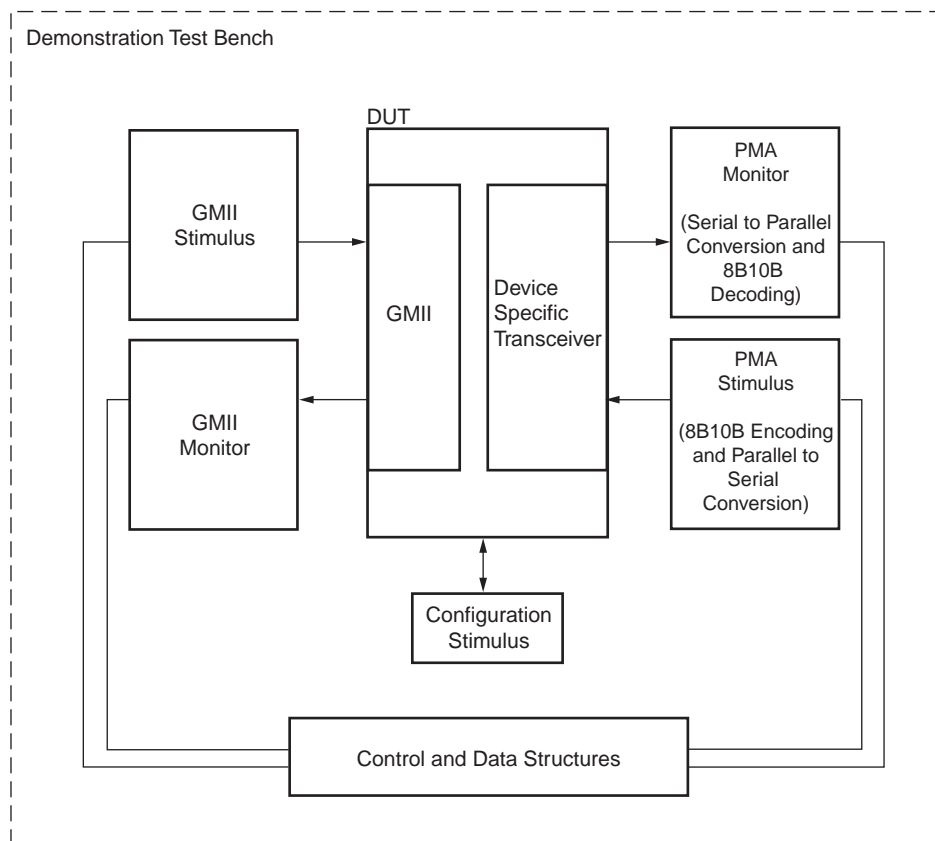 Demonstration Test Bench
DUT
GMII
Stimulus
GMII
Monitor
GMII
Device
Specific
Transceiver
PMA
Monitor
(Serial to Parallel
Conversion and
8B10B
Decoding)
PMA
Stimulus
(8B10B Encoding
and Parallel to
Serial
Conversion)
Configuration
Stimulus
Control and Data Structures